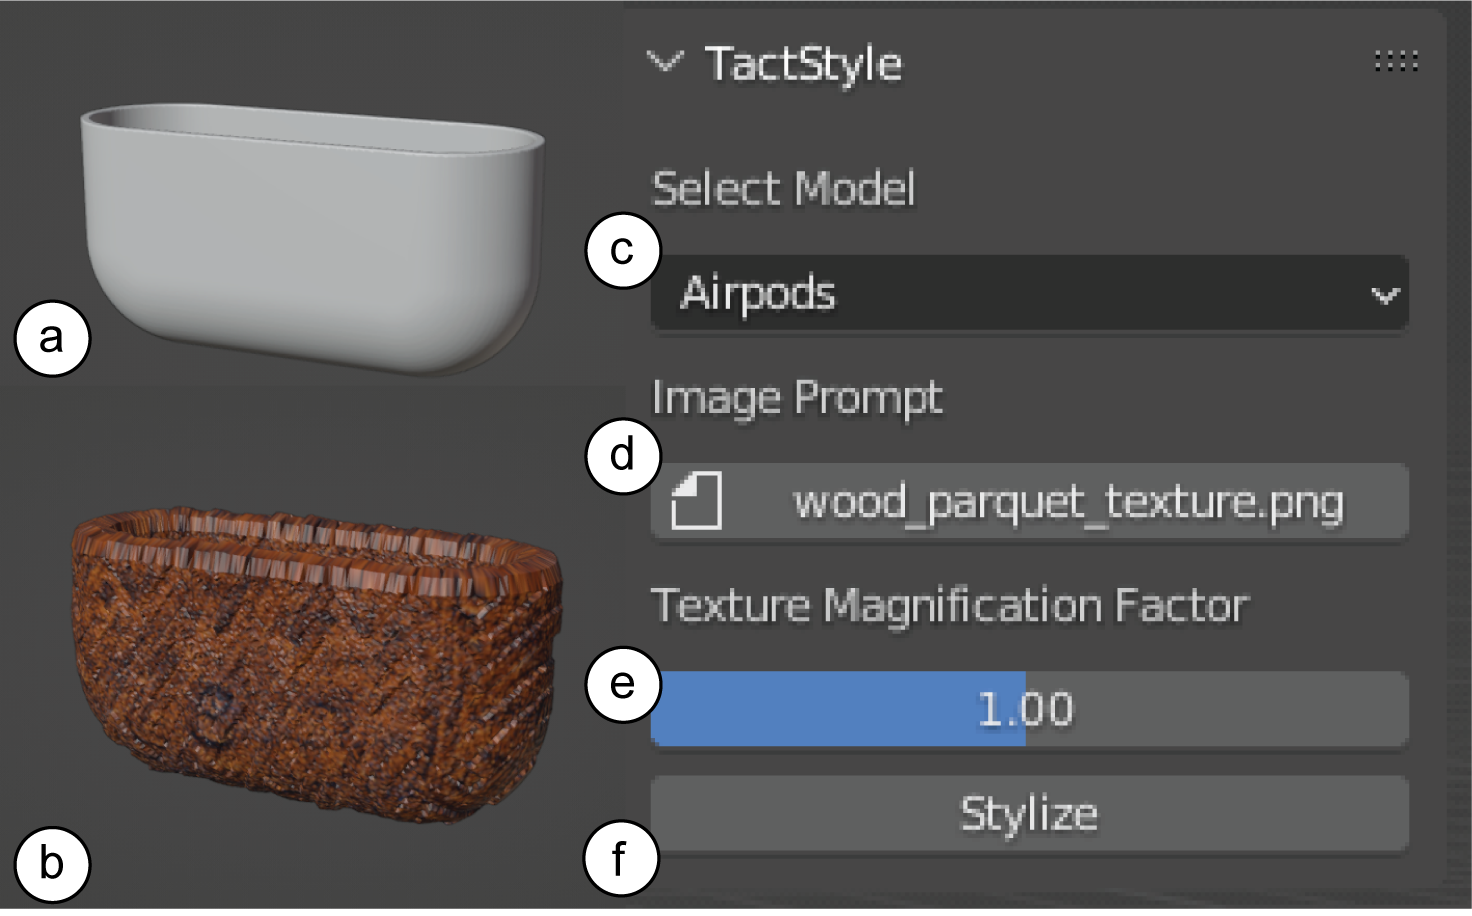 TactStyle
Select Model
c
Airpods
a
Image Prompt
d
wood_parquet_texture.png
Texture Magnification Factor
e
1.00
Stylize
b
f